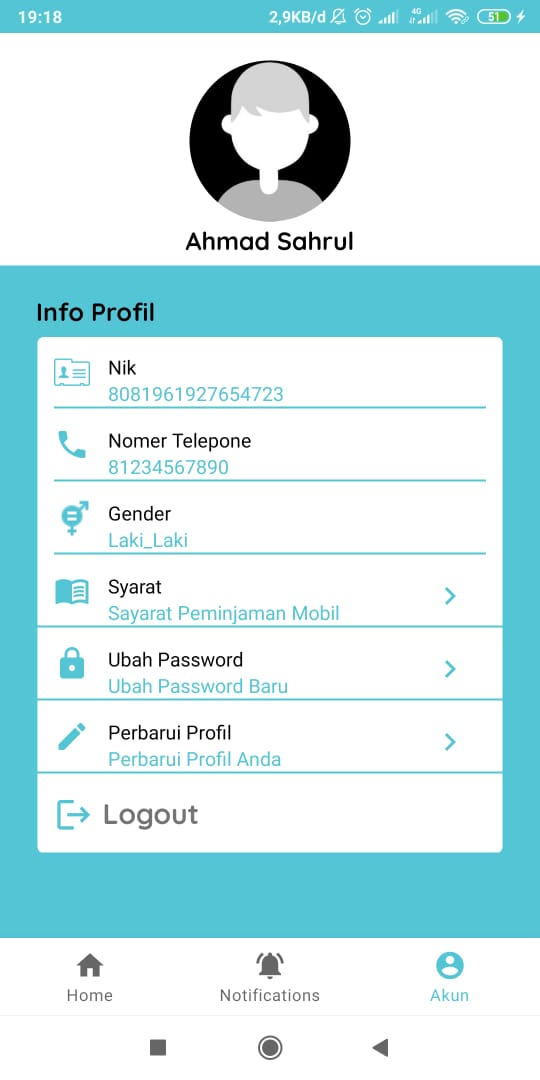 19:18 2,9KB/d 4G 51
Ahmad Sahrul
Info Profil
Nik
8081961927654723
Nomer Telepone
81234567890
Gender
Laki_Laki
Syarat
Sayarat Peminjaman Mobil
Ubah Password
Ubah Password Baru
Perbarui Profil
Perbarui Profil Anda
Logout
Home Notifications Akun